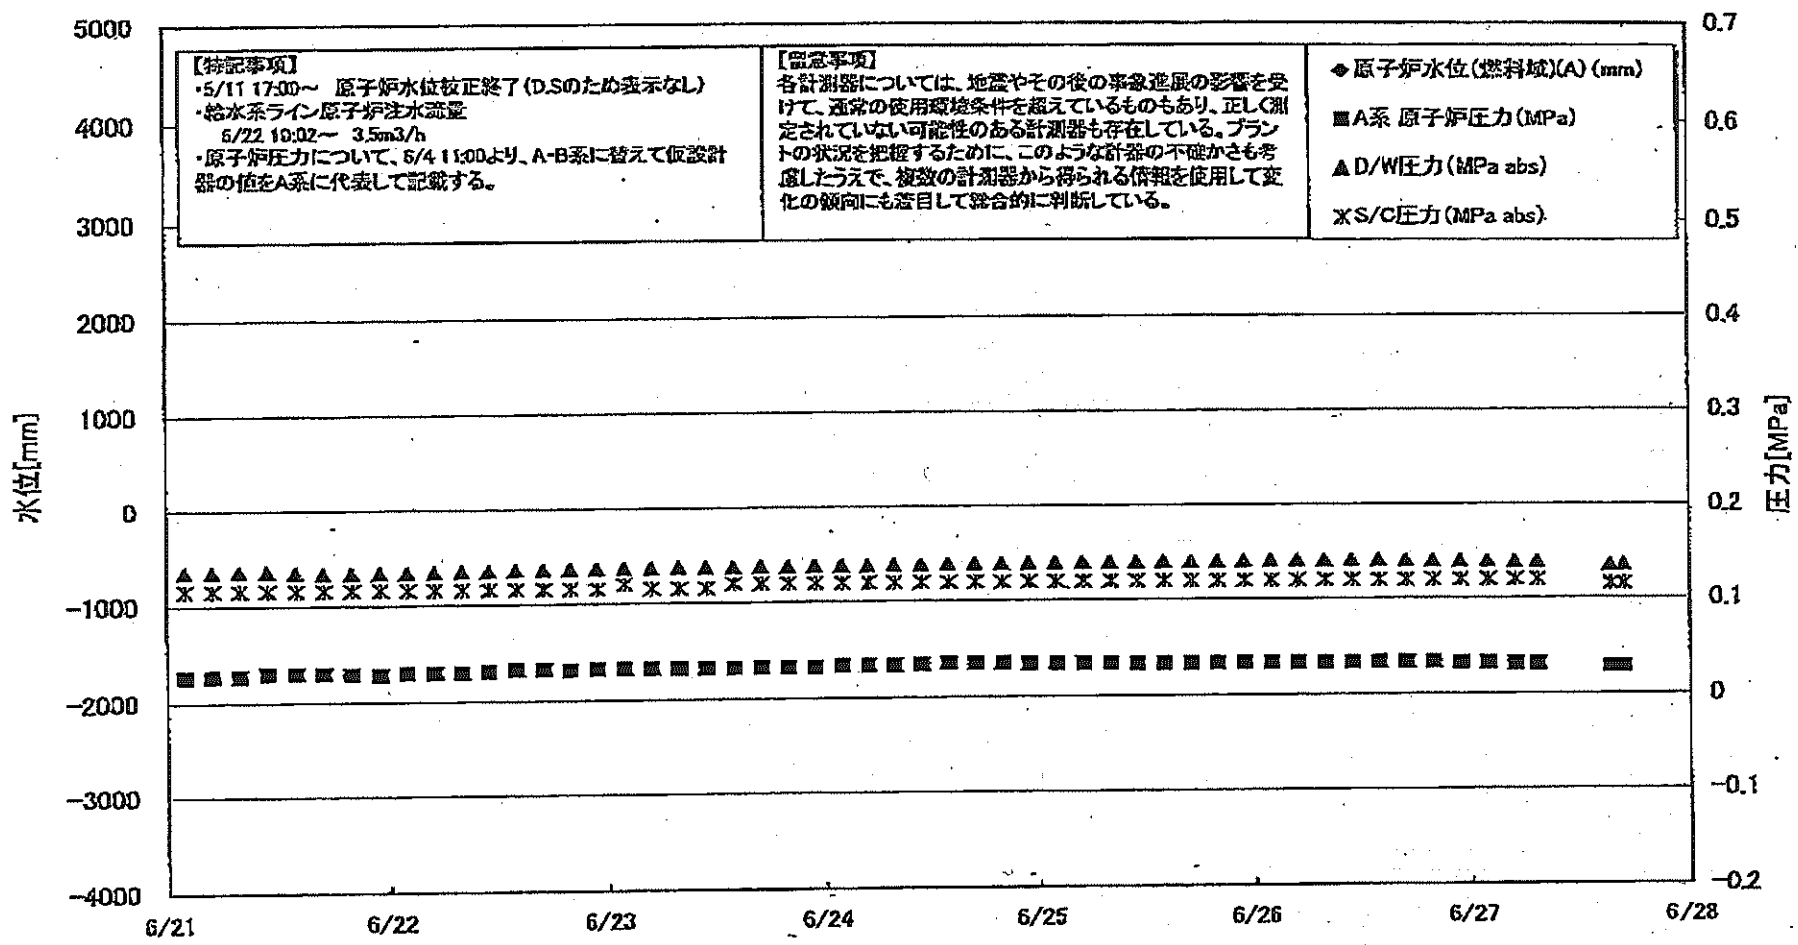 5000
4000
3000
2000
1000
0
-1000
-2000
-3000
-4000
水位[mm]
【特記事項】
・5/11 17:00～ 原子炉水位校正終了(D.Sのため表示なし)
・給水系ライン原子炉注水流量
6/22 10:02～ 3.5m3/h
・原子炉圧力について、6/4 11:00より、A-B系に替えて仮設計
器の値をA系に代表して記載する。
【留意事項】
各計測器については、地震やその後の事象進展の影響を受
けて、通常の使用環境条件を超えているものもあり、正しく測
定されていない可能性のある計測器も存在している。プラン
トの状況を把握するために、このような計器の不確かさも考
慮したうえで、複数の計測器から得られる情報を使用して変
化の傾向にも着目して総合的に判断している。
◆原子炉水位(燃料域)(A) (mm)
■A系 原子炉圧力(MPa)
▲D/W圧力(MPa abs)
S/C圧力(MPa abs)
0.7
0.6
0.5
0.4
0.3
0.2
0.1
0
-0.1
-0.2
圧力[MPa]
6/21
6/22
6/23
6/24
6/25
6/26
6/27
6/28